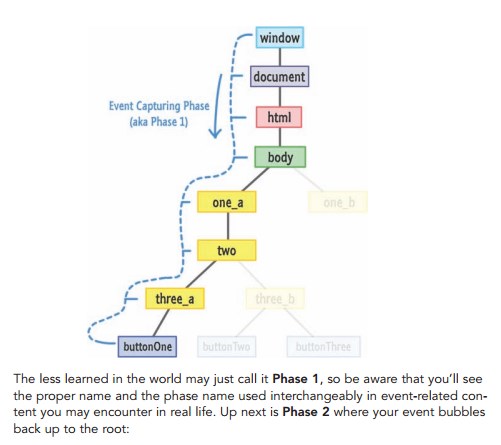 window
document
Event Capturing Phase
(aka Phase 1)
html
body
one_a
one_b
two
three_a
three_b
buttonOne
buttonTwo
buttonThree
The less learned in the world may just call it Phase 1, so be aware that you'll see
the proper name and the phase name used interchangeably in event-related con-
tent you may encounter in real life. Up next is Phase 2 where your event bubbles
back up to the root: